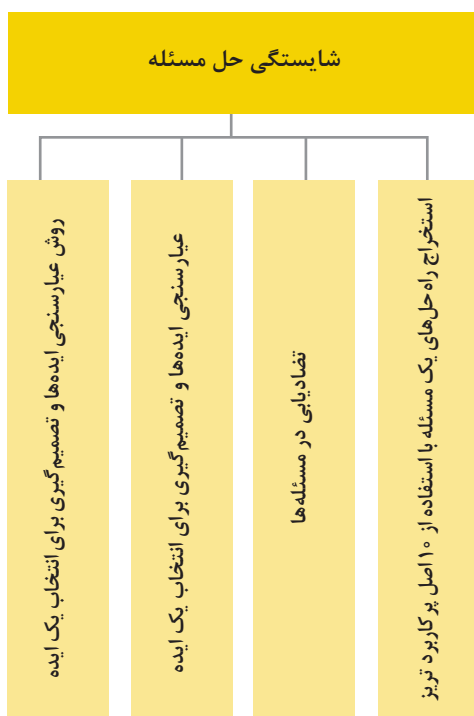 شایستگی حل مسئله
استخراج راه‌حل‌های یک مسئله با استفاده از ۱۰ اصل پرکاربرد تریز
تضادیابی در مسئله‌ها
عیارسنجی ایده‌ها و تصمیم‌گیری برای انتخاب یک ایده
روش عیارسنجی ایده‌ها و تصمیم‌گیری برای انتخاب یک ایده